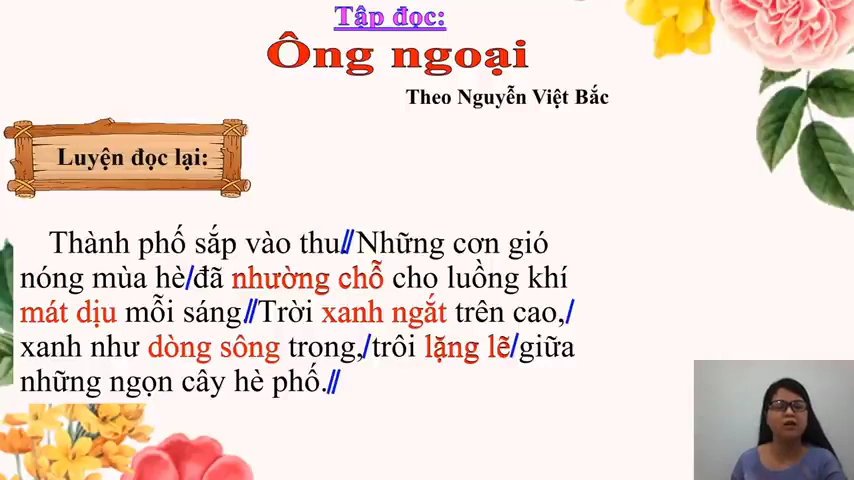 Tập đọc:
Ông ngoại
Theo Nguyễn Việt Bắc
Luyện đọc lại:
Thành phố sắp vào thu.// Những cơn gió
nóng mùa hè/ đã nhường chỗ cho luồng khí
mát dịu mỗi sáng.// Trời xanh ngắt trên cao,/
xanh như dòng sông trong,/ trôi lặng lẽ/ giữa
những ngọn cây hè phố.//